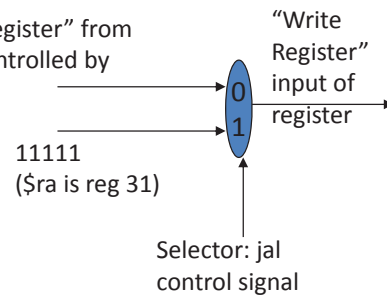 egister” from
ntrolled by
“Write
Register”
input of
register
0
1
11111
($ra is reg 31)
Selector: jal
control signal